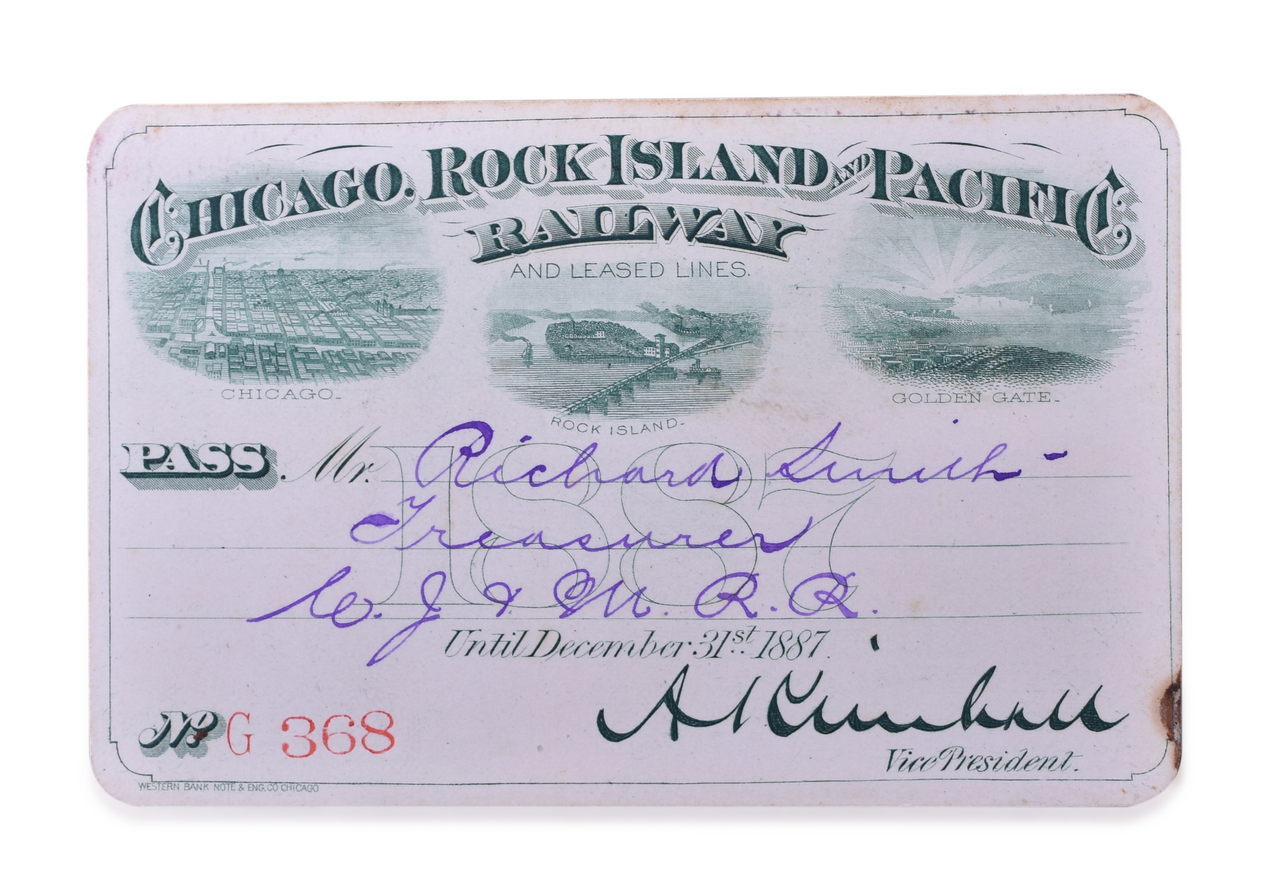 CHICAGO, ROCK ISLAND AND PACIFIC
RAILWAY
AND LEASED LINES.
CHICAGO.
ROCK ISLAND.
GOLDEN GATE.
PASS. Mr. Richard Smith
Treasurer
J & M. R. R.
1887
Until December 31st 1887.
A Kimball
Vice President.
No. G 368
WESTERN BANK NOTE & ENG. CO CHICAGO